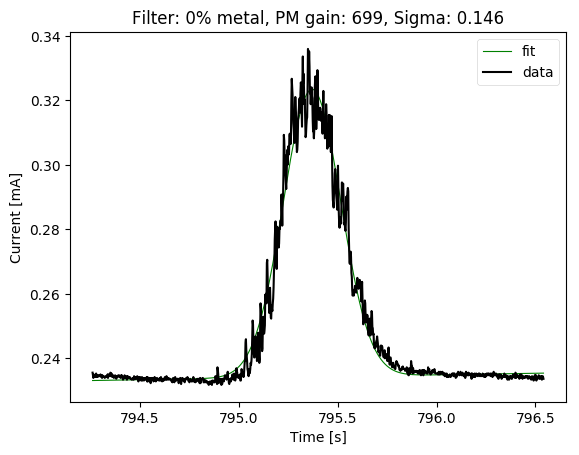 Filter: 0% metal, PM gain: 699, Sigma: 0.146
fit
data
0.34
0.32
0.30
0.28
0.26
0.24
Current [mA]
794.5
795.0
795.5
796.0
796.5
Time [s]